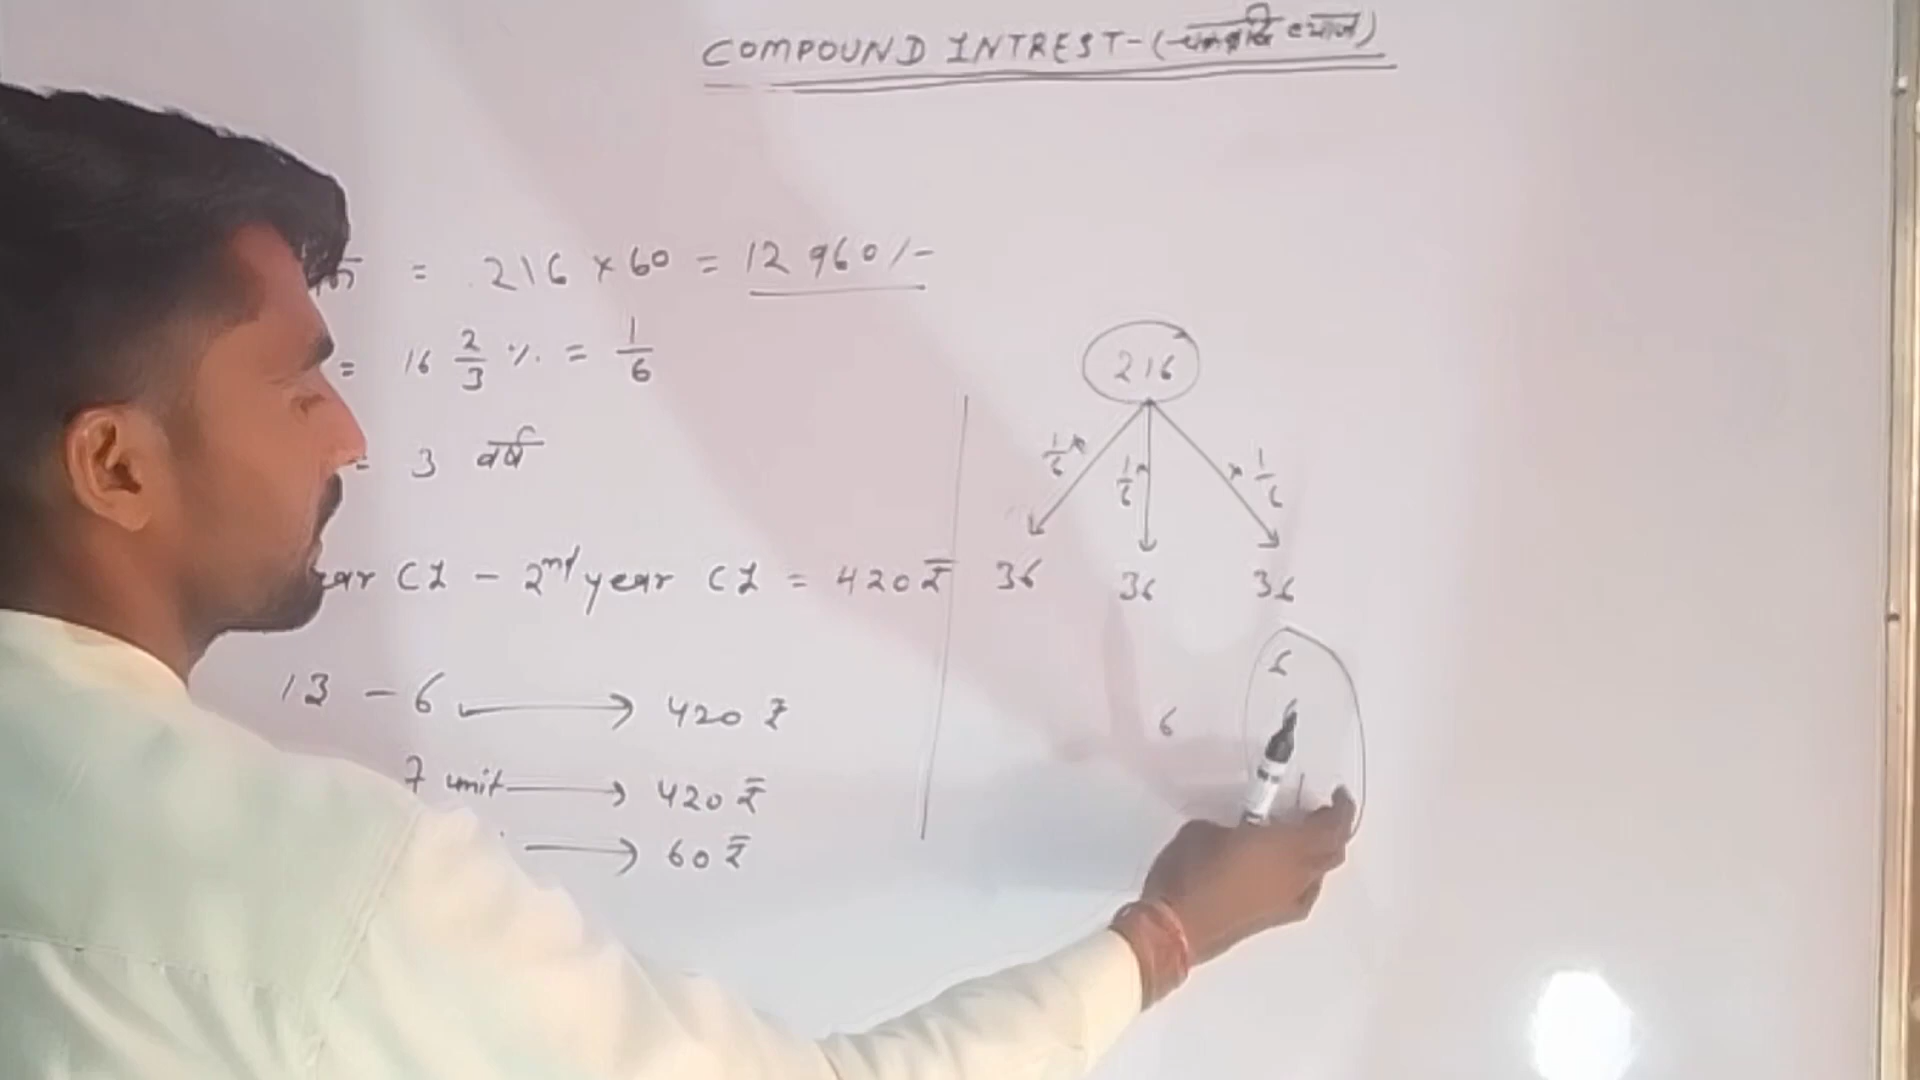 COMPOUND INTREST-(चक्रवृद्धि ब्याज)
= 216 × 60 = 12960/-
= 16 2/3 % = 1/6
= 3 वर्ष
ear CI - 2nd year CI = 420 ₹
13 - 6 → 420 ₹
7 unit → 420 ₹
→ 60 ₹
216
1/6 × 1/6 × × 1/6
36 36 36
6
6 6
1